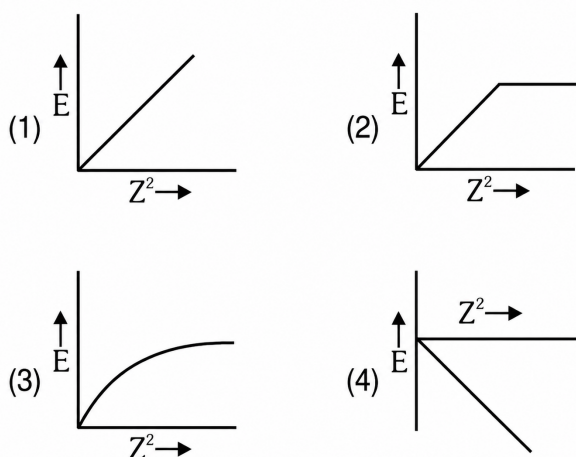 (1) ↑ E
Z² →
(2) ↑ E
Z² →
(3) ↑ E
Z² →
(4) ↑ E
Z² →